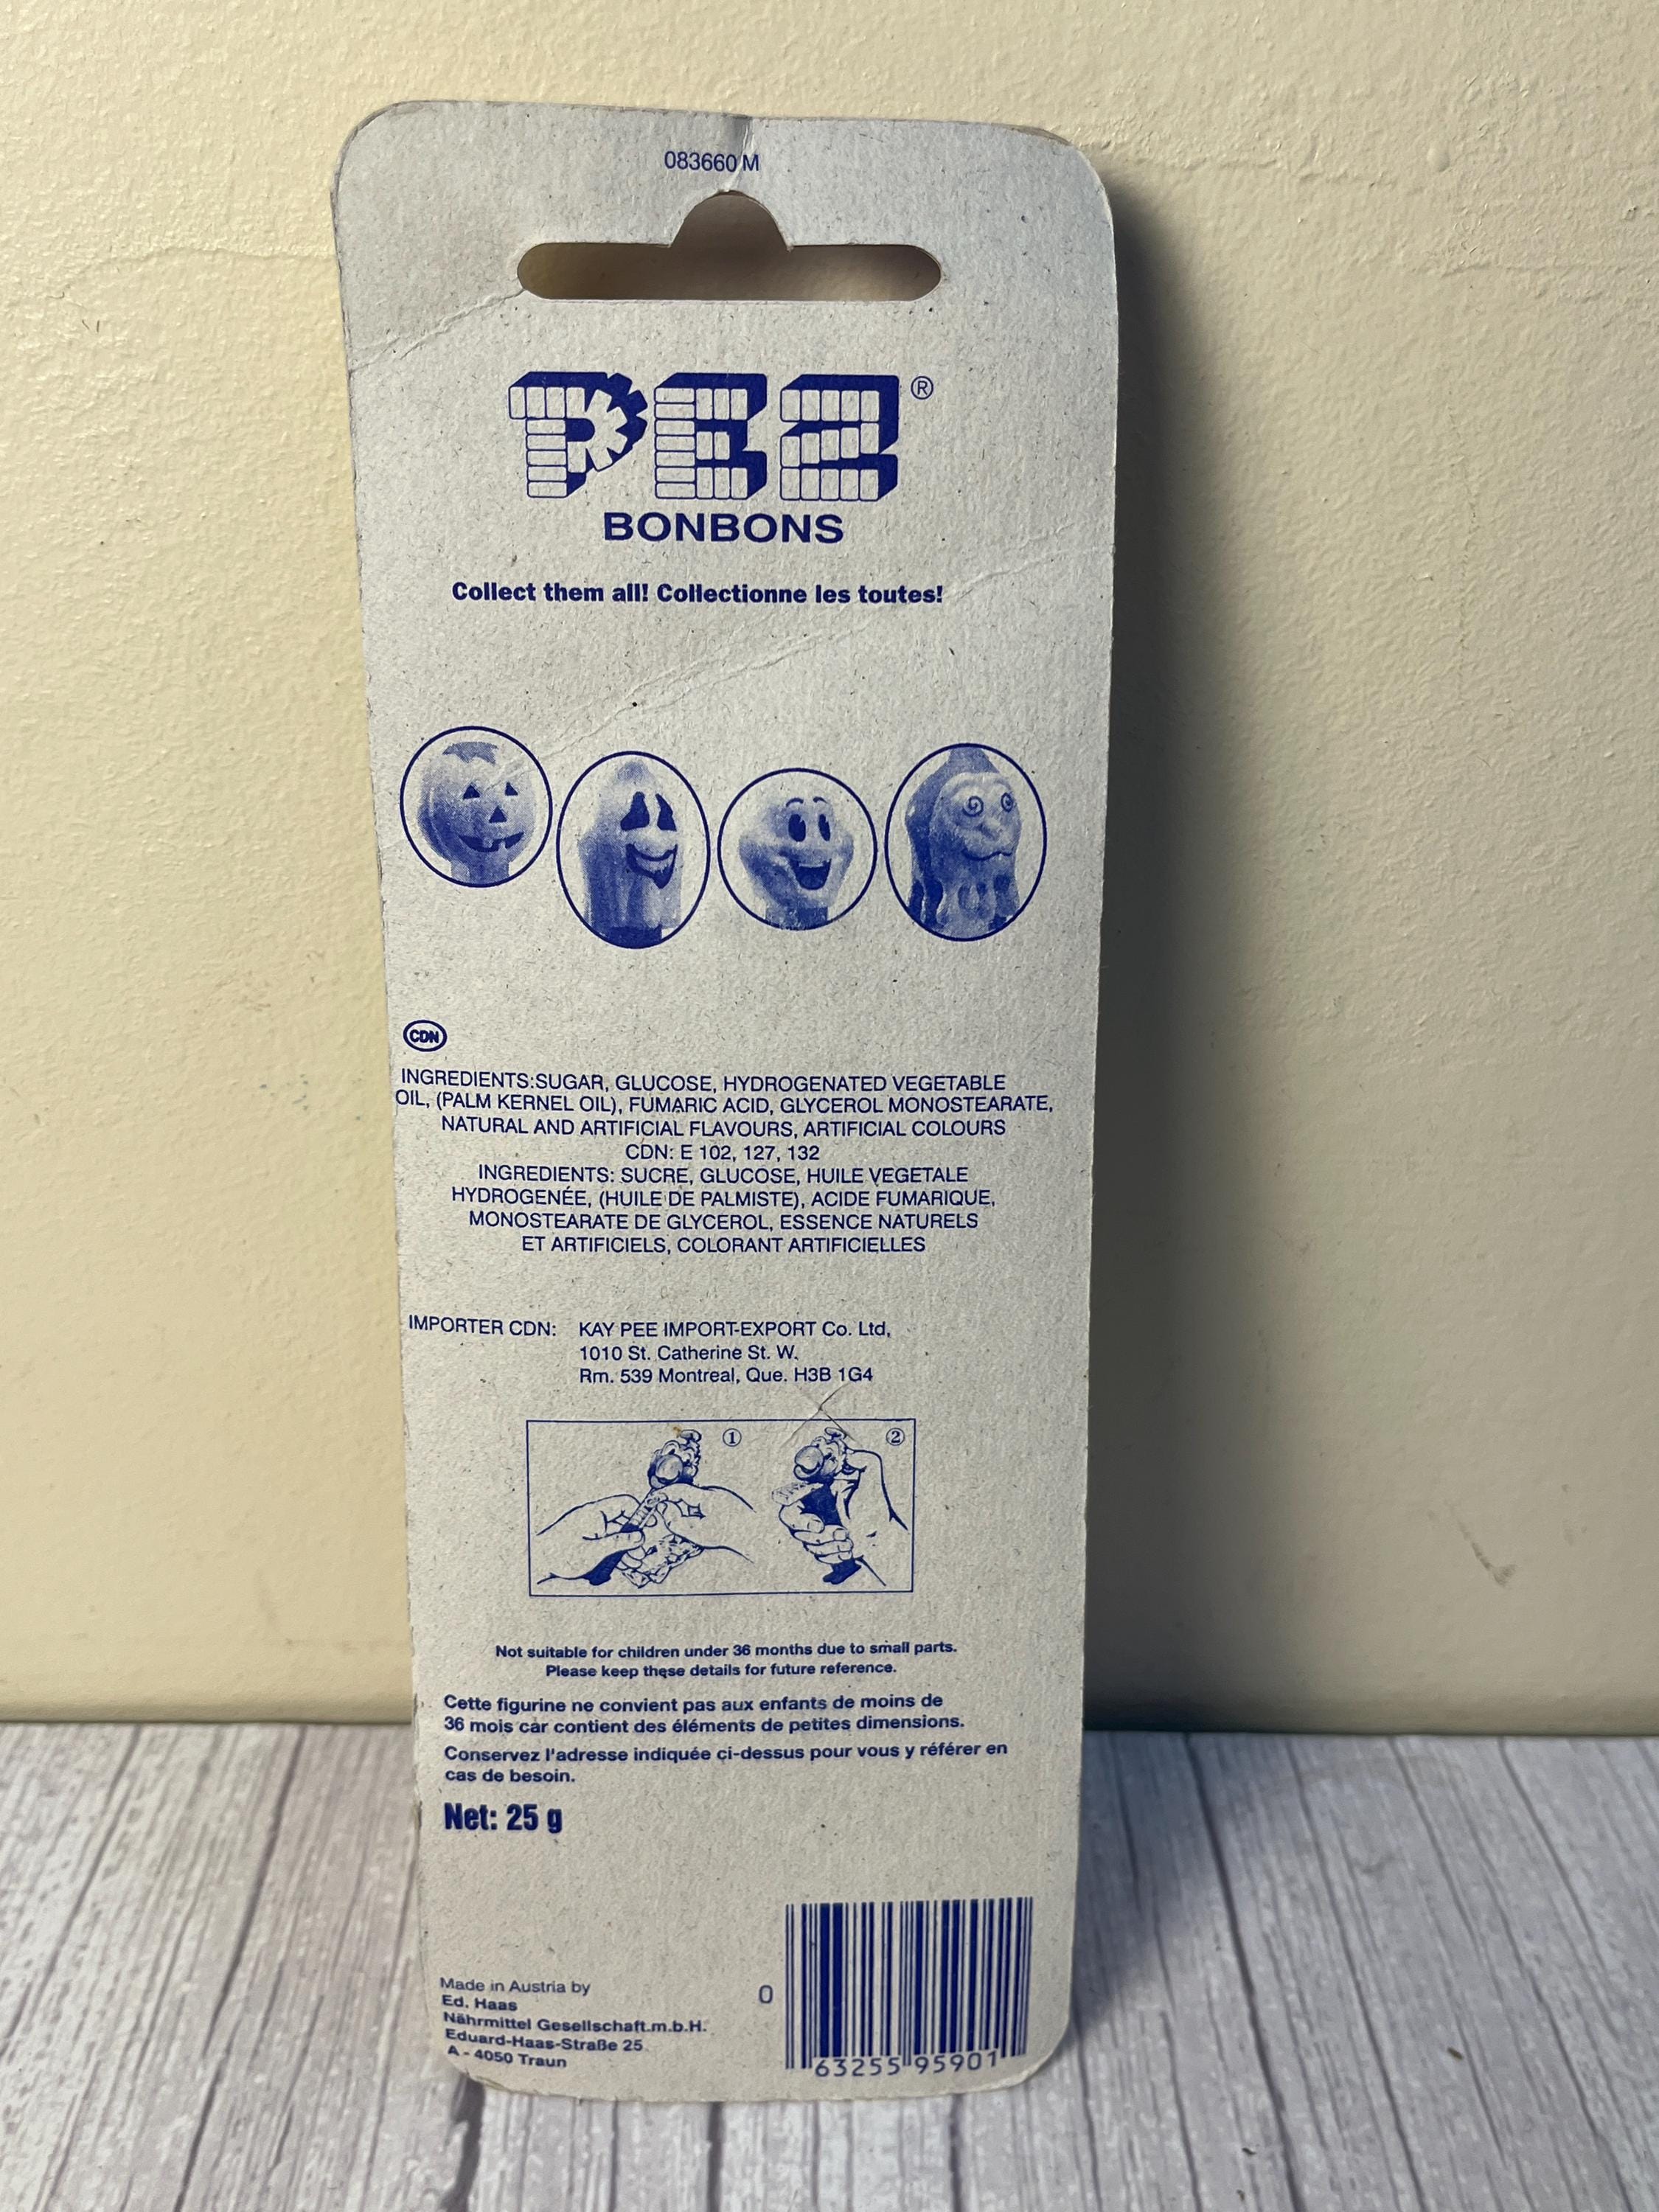 083660 M
PEZ®
BONBONS
Collect them all! Collectionne les toutes!
CDN
INGREDIENTS:SUGAR, GLUCOSE, HYDROGENATED VEGETABLE
OIL, (PALM KERNEL OIL), FUMARIC ACID, GLYCEROL MONOSTEARATE,
NATURAL AND ARTIFICIAL FLAVOURS, ARTIFICIAL COLOURS
CDN: E 102, 127, 132
INGREDIENTS: SUCRE, GLUCOSE, HUILE VEGETALE
HYDROGENÉE, (HUILE DE PALMISTE), ACIDE FUMARIQUE,
MONOSTEARATE DE GLYCEROL, ESSENCE NATURELS
ET ARTIFICIELS, COLORANT ARTIFICIELLES
IMPORTER CDN: KAY PEE IMPORT-EXPORT Co. Ltd,
1010 St. Catherine St. W.
Rm. 539 Montreal, Que. H3B 1G4
① ②
Not suitable for children under 36 months due to small parts.
Please keep these details for future reference.
Cette figurine ne convient pas aux enfants de moins de
36 mois car contient des éléments de petites dimensions.
Conservez l'adresse indiquée ci-dessus pour vous y référer en
cas de besoin.
Net: 25 g
Made in Austria by
Ed. Haas
Nährmittel Gesellschaft.m.b.H.
Eduard-Haas-Straße 25
A - 4050 Traun
0 63255 95901